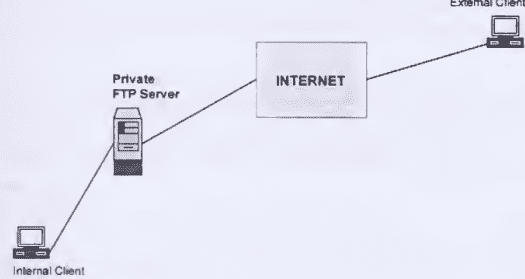 External Client
Private
FTP Server
INTERNET
Internal Client